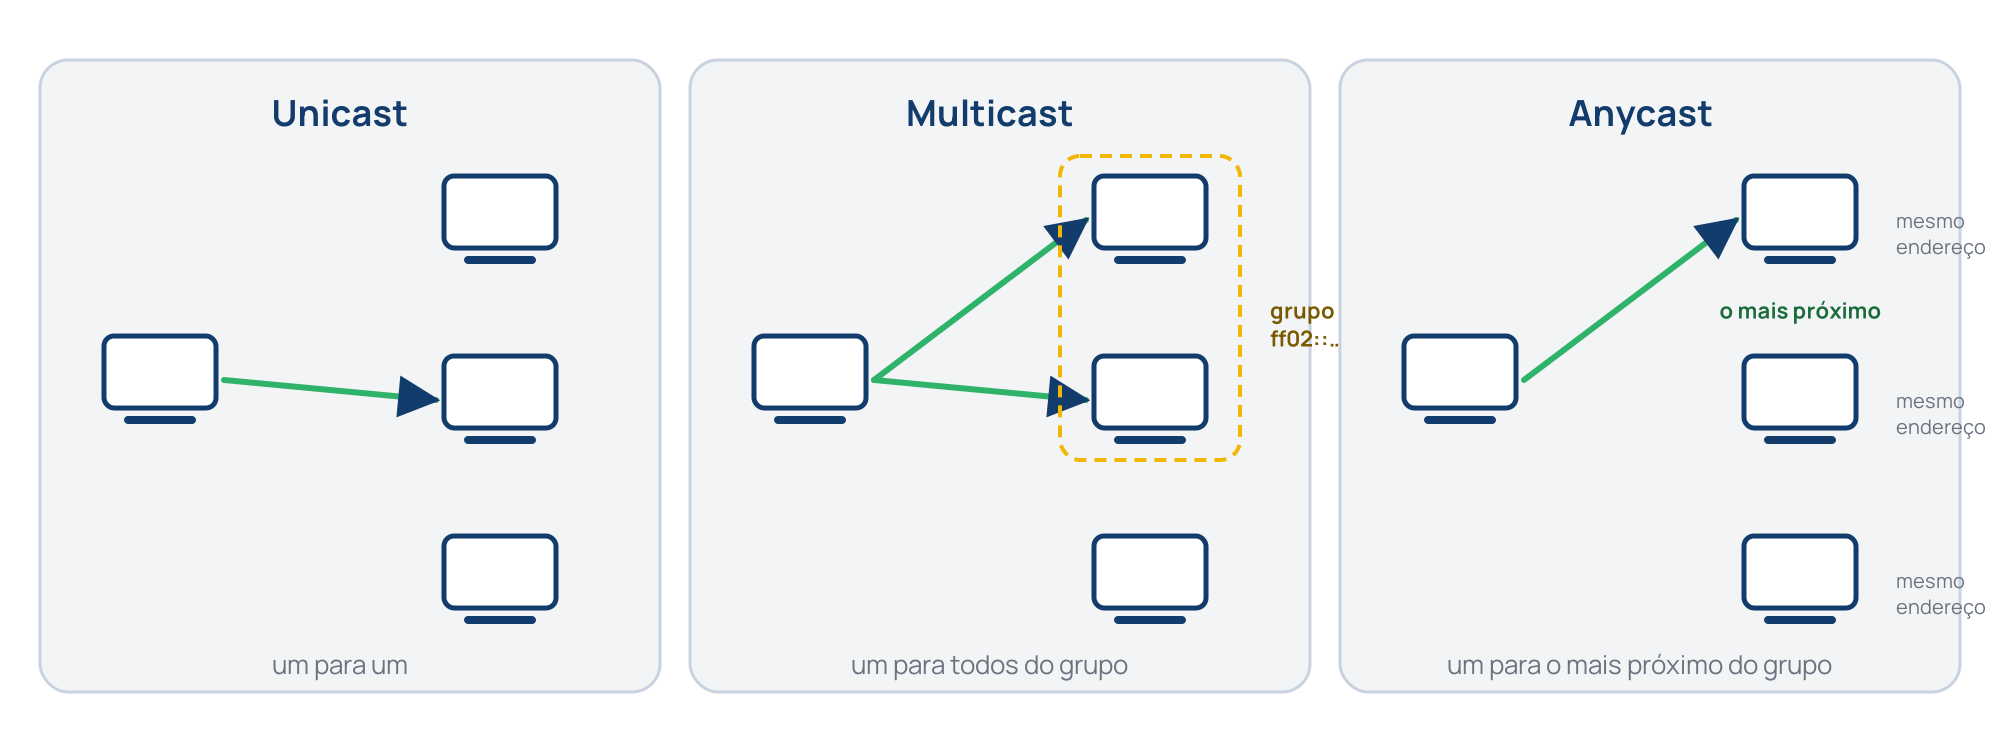 Unicast
um para um
Multicast
grupo
ff02::..
um para todos do grupo
Anycast
mesmo
endereço
o mais próximo
mesmo
endereço
mesmo
endereço
um para o mais próximo do grupo